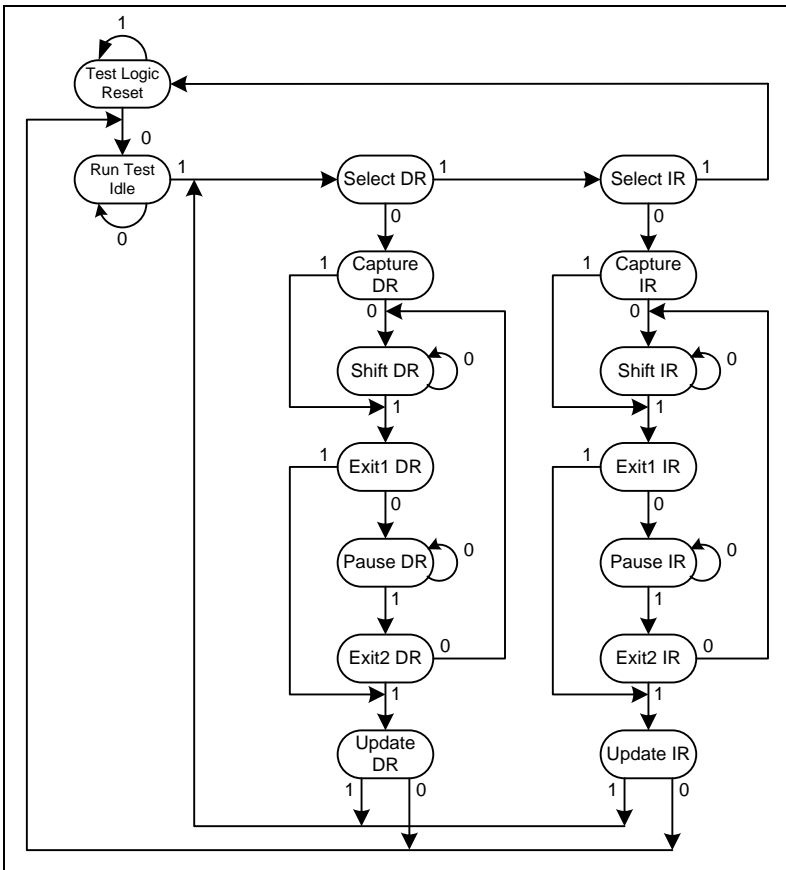 1
Test Logic
Reset
0
Run Test
Idle
1
0
Select DR
1
Select IR
1
0
0
Capture
DR
1
0
Capture
IR
1
0
Shift DR
0
Shift IR
0
1
1
1
Exit1 DR
1
Exit1 IR
0
0
Pause DR
0
Pause IR
0
1
1
Exit2 DR
0
Exit2 IR
0
1
1
Update
DR
Update IR
1
0
1
0